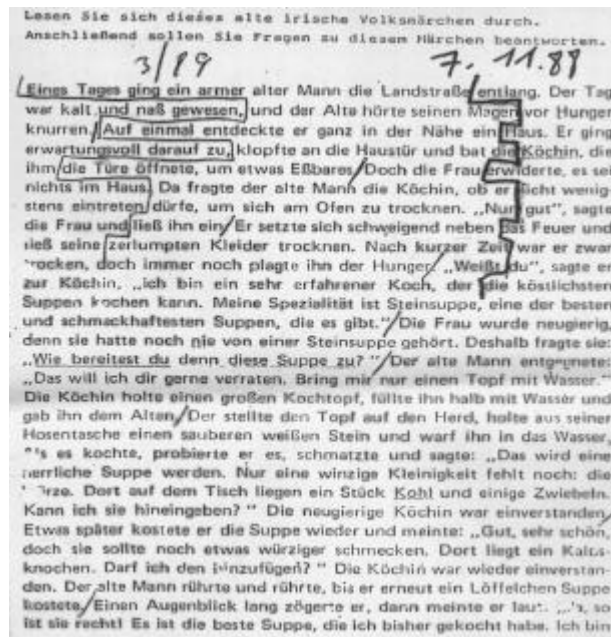 Lesen Sie sich dieses alte irische Volksmärchen durch.
Anschließend sollen Sie Fragen zu diesem Märchen beantworten.
3/89 7. 11.89
Eines Tages ging ein armer alter Mann die Landstraße entlang. Der Tag
war kalt und naß gewesen, und der Alte hörte seinen Magen vor Hunger
knurren. Auf einmal entdeckte er ganz in der Nähe ein Haus. Er ging
erwartungsvoll darauf zu, klopfte an die Haustür und bat die Köchin, die
ihm die Türe öffnete, um etwas Eßbares. Doch die Frau erwiderte, es sei
nichts im Haus. Da fragte der alte Mann die Köchin, ob er nicht wenig-
stens eintreten dürfe, um sich am Ofen zu trocknen. „Nun gut", sagte
die Frau und ließ ihn ein. Er setzte sich schweigend neben das Feuer und
ließ seine zerlumpten Kleider trocknen. Nach kurzer Zeit war er zwar
trocken, doch immer noch plagte ihn der Hunger. „Weißt du", sagte er
zur Köchin, „ich bin ein sehr erfahrener Koch, der die köstlichsten
Suppen kochen kann. Meine Spezialität ist Steinsuppe, eine der besten
und schmackhaftesten Suppen, die es gibt." Die Frau wurde neugierig,
denn sie hatte noch nie von einer Steinsuppe gehört. Deshalb fragte sie:
„Wie bereitest du denn diese Suppe zu?" Der alte Mann entgegnete:
„Das will ich dir gerne verraten. Bring mir nur einen Topf mit Wasser."
Die Köchin holte einen großen Kochtopf, füllte ihn halb mit Wasser und
gab ihn dem Alten. Der stellte den Topf auf den Herd, holte aus seiner
Hosentasche einen sauberen weißen Stein und warf ihn in das Wasser.
es kochte, probierte er es, schmatzte und sagte: „Das wird eine
herrliche Suppe werden. Nur eine winzige Kleinigkeit fehlt noch: die
Dort auf dem Tisch liegen ein Stück Kohl und einige Zwiebeln.
Kann ich sie hineingeben?" Die neugierige Köchin war einverstanden.
Etwas später kostete er die Suppe wieder und meinte: „Gut, sehr schön,
doch sie sollte noch etwas würziger schmecken. Dort liegt ein Kalbs-
knochen. Darf ich den hinzufügen?" Die Köchin war wieder einverstan-
den. Der alte Mann rührte und rührte, bis er erneut ein Löffelchen Suppe
kostete. Einen Augenblick lang zögerte er, dann meinte er laut: so
ist sie recht! Es ist die beste Suppe, die ich bisher gekocht habe. Ich bin